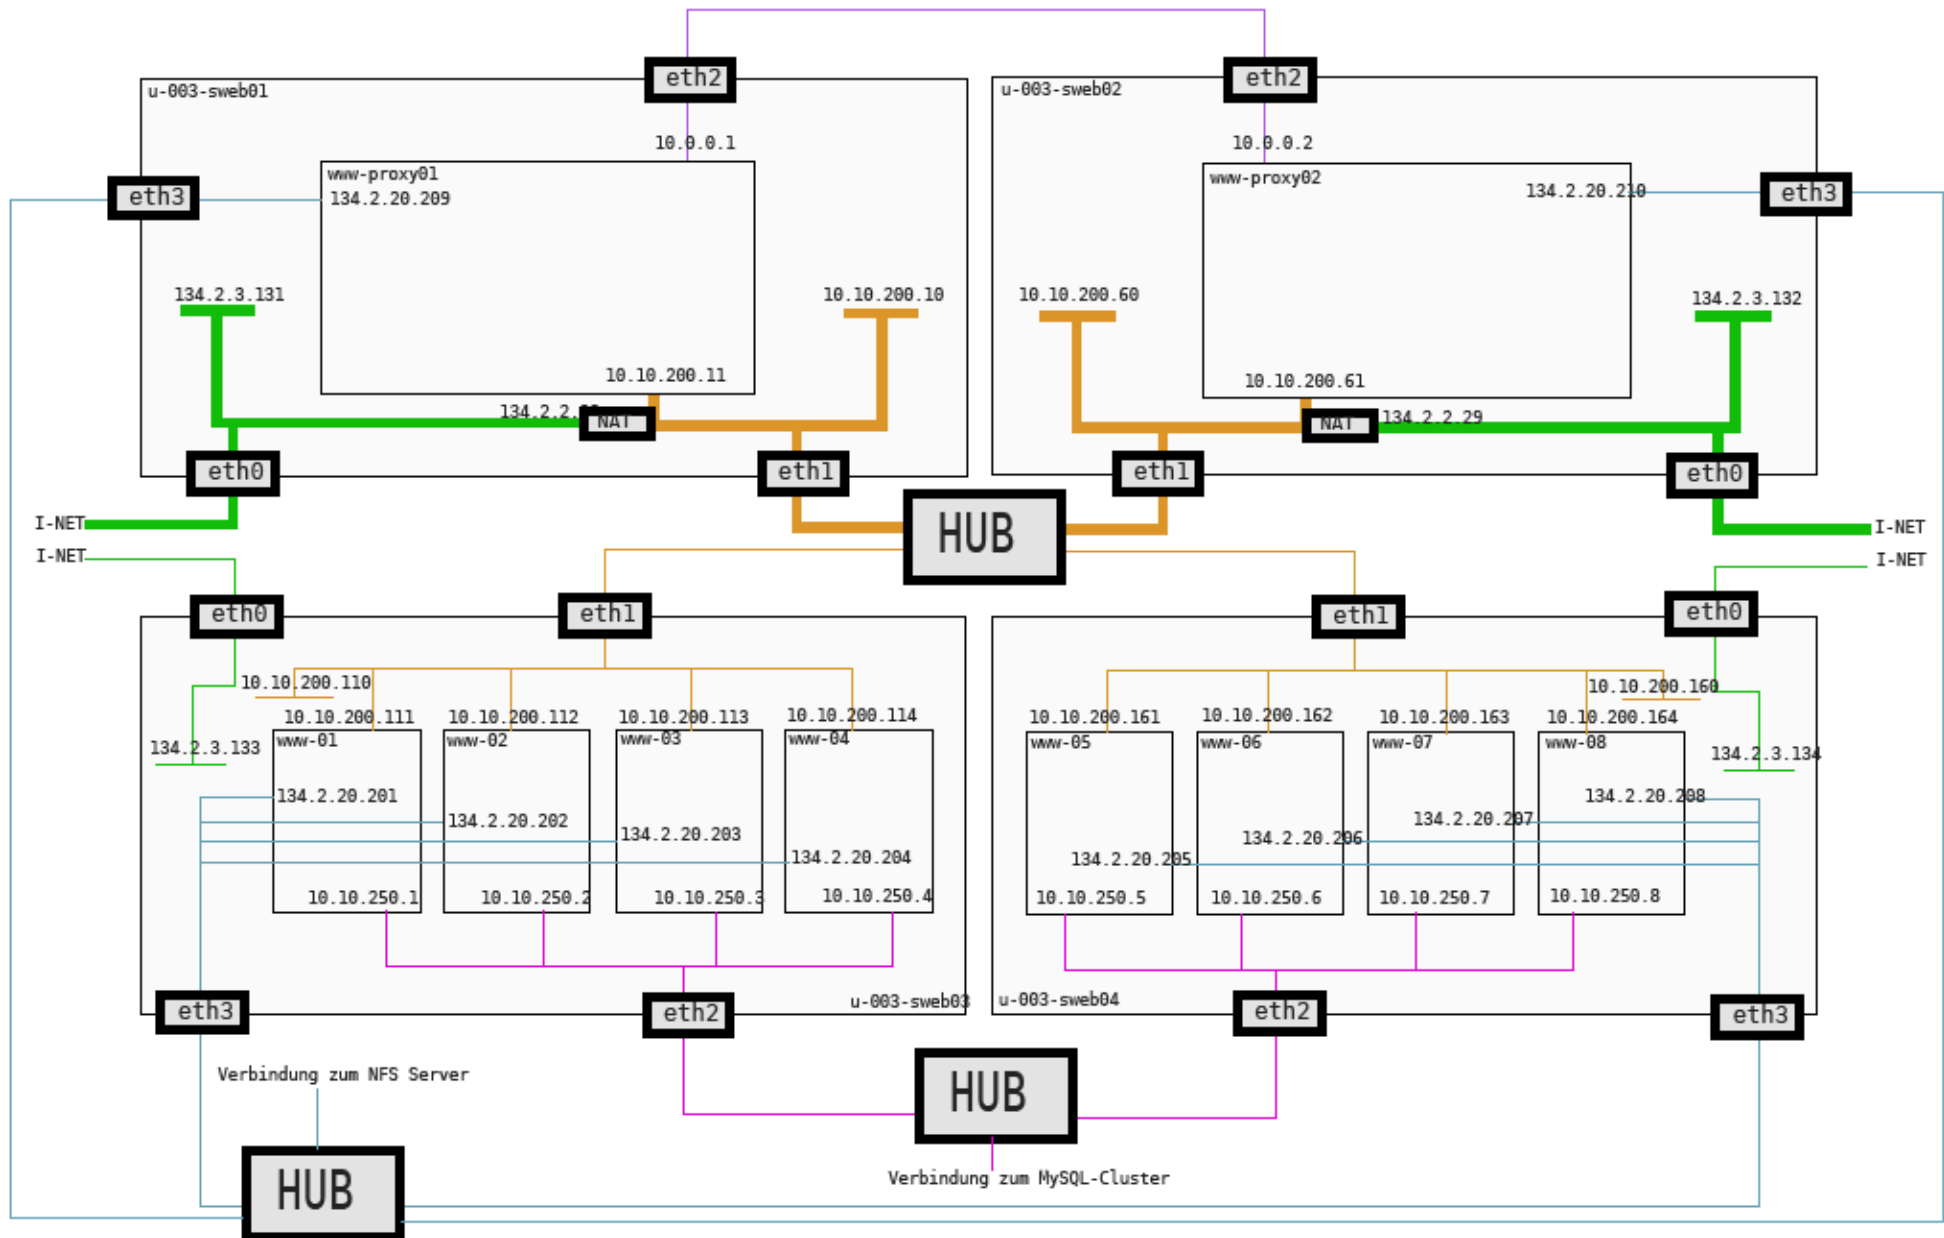 eth2
eth2
u-003-sweb01
u-003-sweb02
10.0.0.1
10.0.0.2
www-proxy01
www-proxy02
eth3
134.2.20.209
134.2.20.210
eth3
134.2.3.131
10.10.200.10
10.10.200.60
134.2.3.132
10.10.200.11
10.10.200.61
134.2.2.
NAT
NAT
134.2.2.29
eth0
eth1
eth1
eth0
I-NET
HUB
I-NET
I-NET
I-NET
eth0
eth1
eth1
eth0
10.10.200.110
10.10.200.160
10.10.200.111
10.10.200.112
10.10.200.113
10.10.200.114
10.10.200.161
10.10.200.162
10.10.200.163
10.10.200.164
www-01
www-02
www-03
www-04
www-05
www-06
www-07
www-08
134.2.3.133
134.2.3.134
134.2.20.201
134.2.20.202
134.2.20.203
134.2.20.204
134.2.20.208
134.2.20.207
134.2.20.206
134.2.20.205
10.10.250.1
10.10.250.2
10.10.250.3
10.10.250.4
10.10.250.5
10.10.250.6
10.10.250.7
10.10.250.8
u-003-sweb03
u-003-sweb04
eth3
eth2
eth2
eth3
Verbindung zum NFS Server
HUB
Verbindung zum MySQL-Cluster
HUB